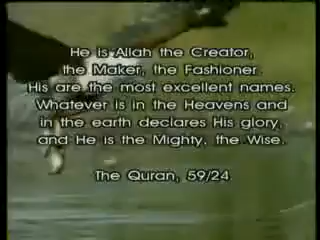 He is Allah the Creator,
the Maker, the Fashioner.
His are the most excellent names.
Whatever is in the Heavens and
in the earth declares His glory,
and He is the Mighty, the Wise.
The Quran, 59/24.